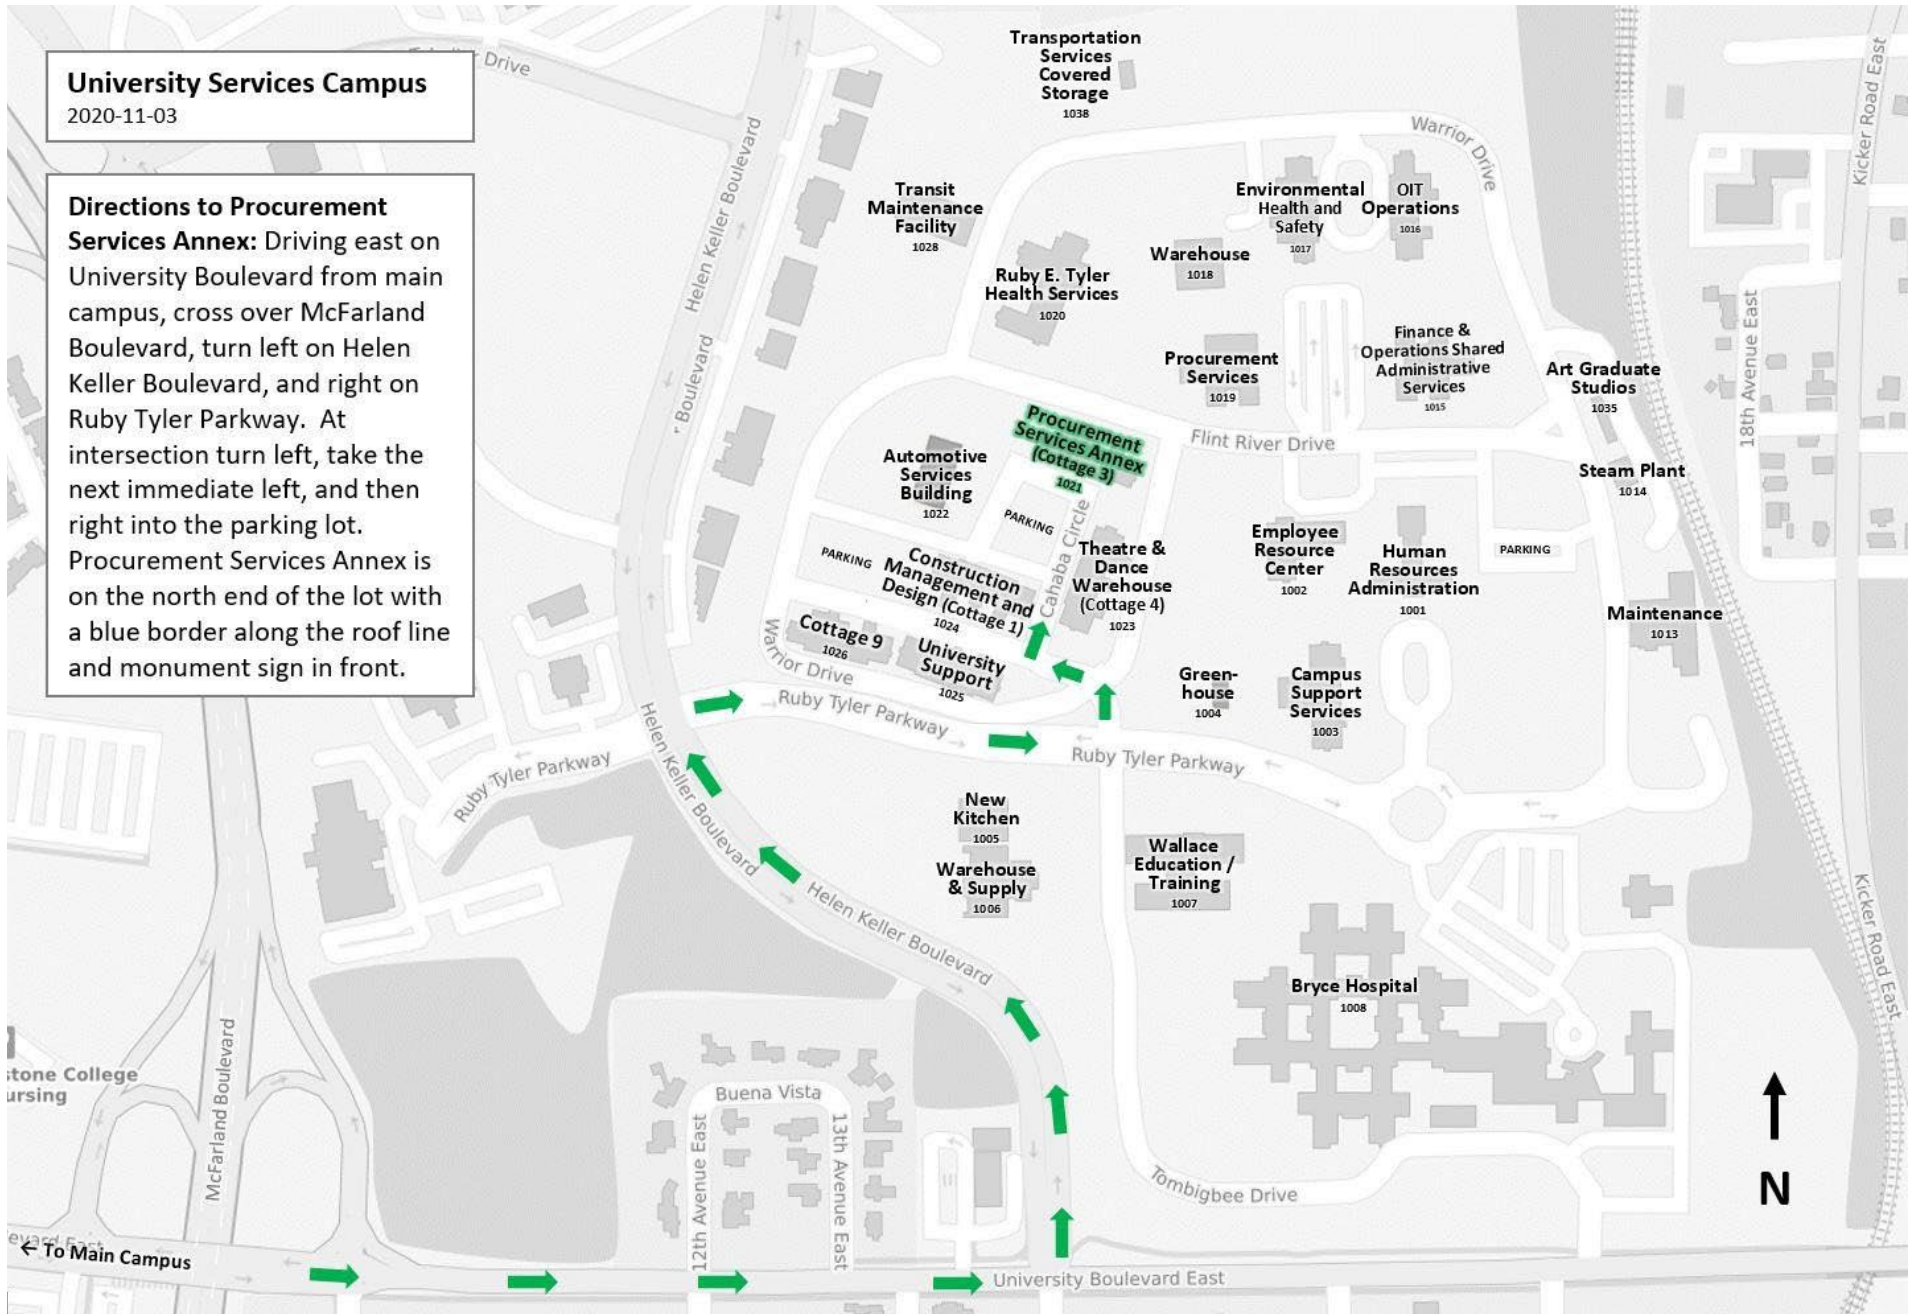 University Services Campus
2020-11-03
Directions to Procurement
Services Annex: Driving east on
University Boulevard from main
campus, cross over McFarland
Boulevard, turn left on Helen
Keller Boulevard, and right on
Ruby Tyler Parkway. At
intersection turn left, take the
next immediate left, and then
right into the parking lot.
Procurement Services Annex is
on the north end of the lot with
a blue border along the roof line
and monument sign in front.
Drive
Transportation
Services
Covered
Storage
1038
Warrior Drive
Kicker Road East
Helen Keller Boulevard
Boulevard
Transit
Maintenance
Facility
1028
Ruby E. Tyler
Health Services
1020
Warehouse
1018
Environmental
Health and
Safety
1017
OIT
Operations
1016
Procurement
Services
1019
Finance &
Operations Shared
Administrative
Services
1015
Art Graduate
Studios
1035
18th Avenue East
Flint River Drive
Steam Plant
1014
Procurement
Services Annex
(Cottage 3)
1021
Automotive
Services
Building
1022
PARKING
PARKING
Cahaba Circle
Construction
Management and
Design (Cottage 1)
1024
Theatre &
Dance
Warehouse
(Cottage 4)
1023
Employee
Resource
Center
1002
Human
Resources
Administration
1001
PARKING
Maintenance
1013
Cottage 9
1026
University
Support
1025
Warrior Drive
Green-
house
1004
Campus
Support
Services
1003
Ruby Tyler Parkway
Ruby Tyler Parkway
Ruby Tyler Parkway
Helen Keller Boulevard
Helen Keller Boulevard
New
Kitchen
1005
Warehouse
& Supply
1006
Wallace
Education /
Training
1007
Kicker Road East
Bryce Hospital
1008
stone College
ursing
McFarland Boulevard
Buena Vista
12th Avenue East
13th Avenue East
Tombigbee Drive
N
← To Main Campus
University Boulevard East